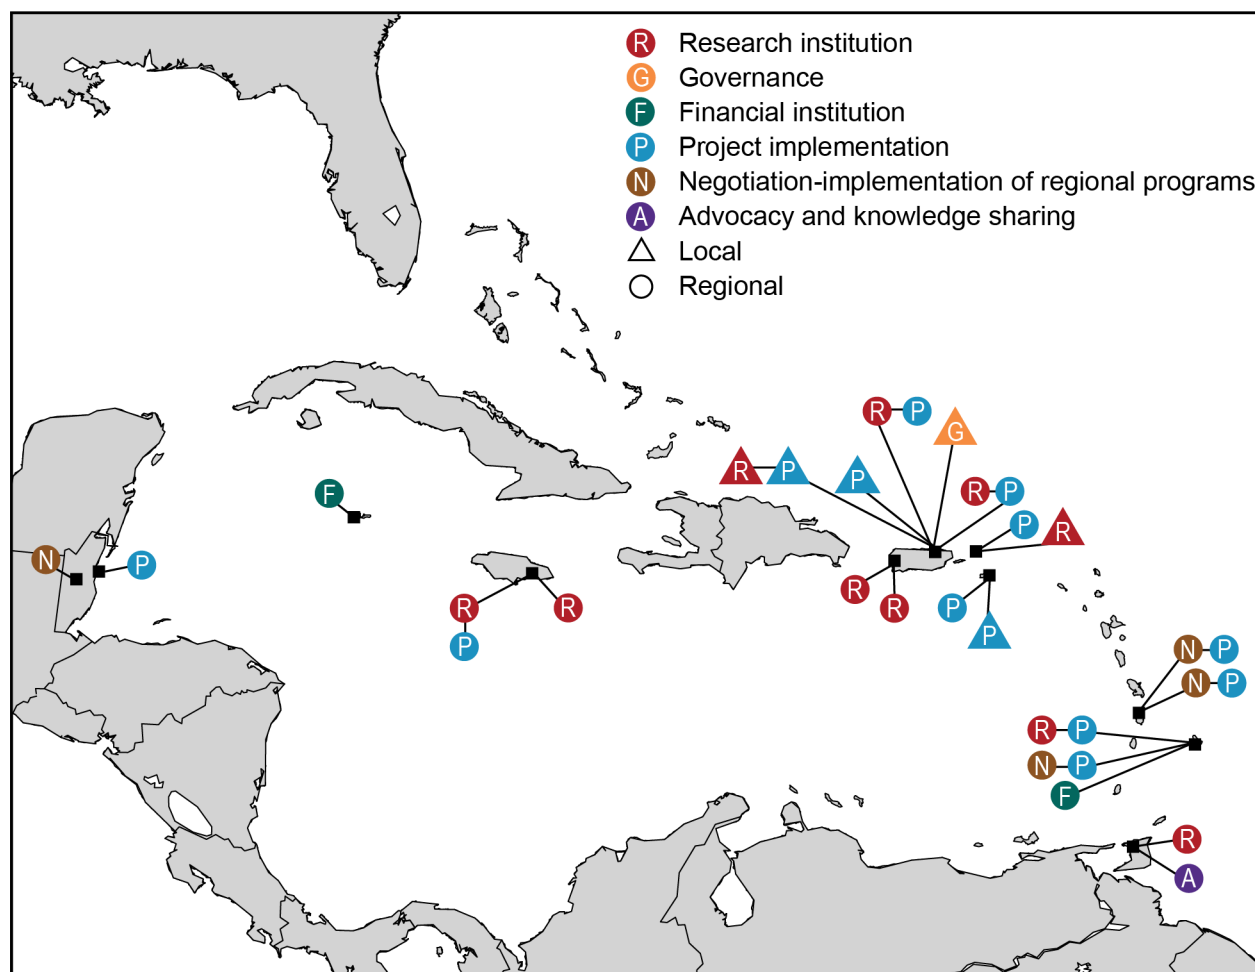 R Research institution
G Governance
F Financial institution
P Project implementation
N Negotiation-implementation of regional programs
A Advocacy and knowledge sharing
Local
Regional
R P
G
R P
P
R P
F
P
R
N
P
R
R
R
R
P
P
P
N P
N P
R P
N P
F
R
A